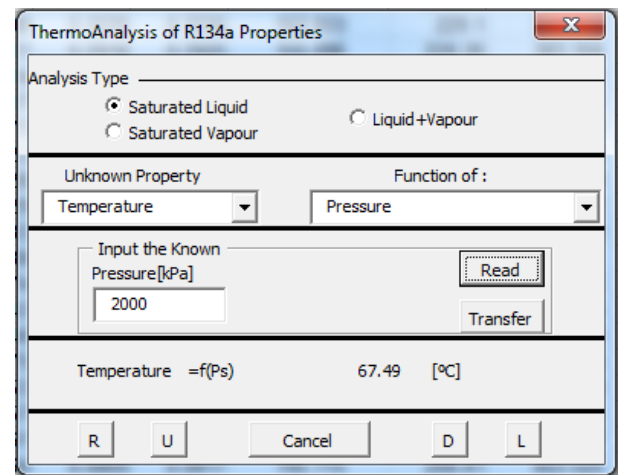 ThermoAnalysis of R134a Properties
Analysis Type
Saturated Liquid
Saturated Vapour
Liquid+Vapour
Unknown Property
Function of :
Temperature
Pressure
Input the Known
Pressure[kPa]
2000
Read
Transfer
Temperature =f(Ps) 67.49 [ºC]
R U Cancel D L